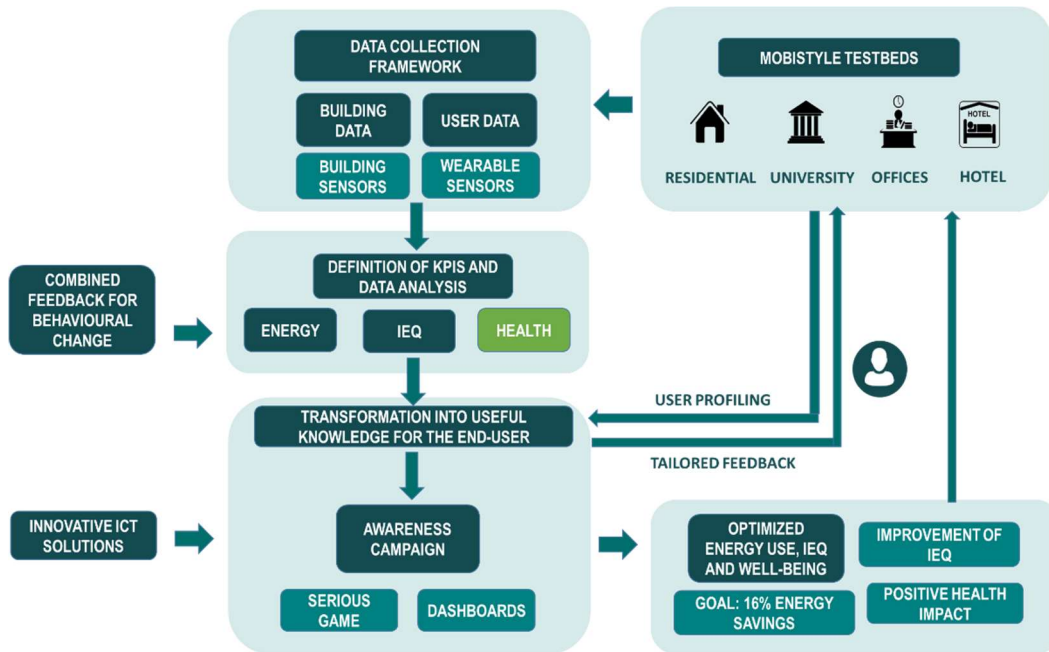 DATA COLLECTION
FRAMEWORK
BUILDING
DATA
USER DATA
BUILDING
SENSORS
WEARABLE
SENSORS
MOBISTYLE TESTBEDS
HOTEL
RESIDENTIAL
UNIVERSITY
OFFICES
HOTEL
COMBINED
FEEDBACK FOR
BEHAVIOURAL
CHANGE
DEFINITION OF KPIS AND
DATA ANALYSIS
ENERGY
IEQ
HEALTH
USER PROFILING
TAILORED FEEDBACK
TRANSFORMATION INTO USEFUL
KNOWLEDGE FOR THE END-USER
INNOVATIVE ICT
SOLUTIONS
AWARENESS
CAMPAIGN
SERIOUS
GAME
DASHBOARDS
OPTIMIZED
ENERGY USE, IEQ
AND WELL-BEING
IMPROVEMENT OF
IEQ
GOAL: 16% ENERGY
SAVINGS
POSITIVE HEALTH
IMPACT